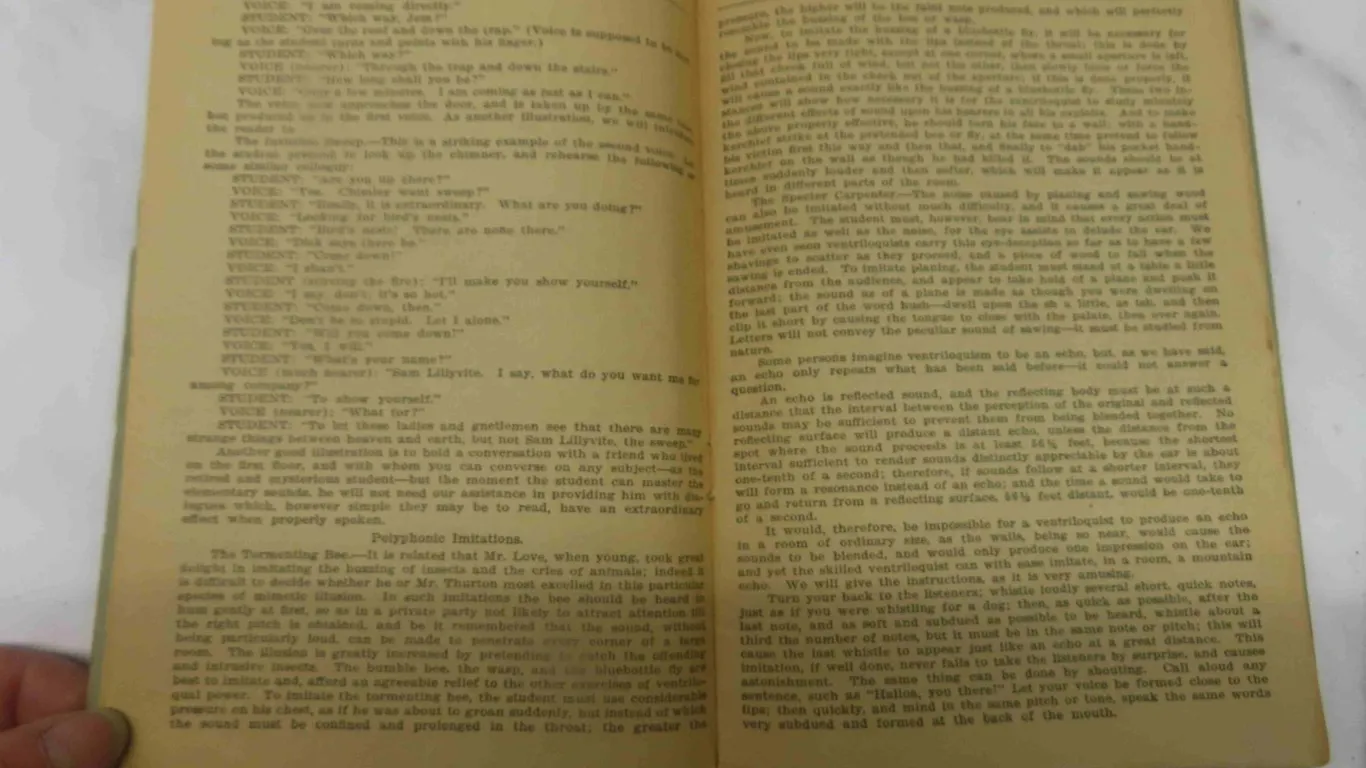 VOICE: "I am coming directly."
STUDENT: "Which way, Jem?"
VOICE: "Over the roof and down the trap." (Voice is supposed to be
ing as the student turns and points with his finger.)
STUDENT: "Which way?"
VOICE (nearer): "Through the trap and down the stairs."
STUDENT: "How long shall you be?"
VOICE: "Only a few minutes. I am coming as fast as I can."
The voice now approaches the door, and is taken up by the same
but produced as in the first voice. As another illustration, we will introduce
the reader to
The Invisible Sweep.—This is a striking example of the second voice.
the student pretend to look up the chimney, and rehearse the following or
some similar colloquy:
STUDENT: "Are you up there?"
VOICE: "Yes. Chimley want sweep?"
STUDENT: "Really, it is extraordinary. What are you doing?"
VOICE: "Looking for bird's nests."
STUDENT: "Bird's nests! There are none there."
VOICE: "Dick says there be."
STUDENT: "Come down!"
VOICE: "I shan't."
STUDENT (stirring the fire): "I'll make you show yourself."
VOICE: "I say, don't; it's so hot."
STUDENT: "Come down, then."
VOICE: "Don't be so stupid. Let I alone."
STUDENT: "Will you come down!"
VOICE: "Yes, I will."
STUDENT: "What's your name?"
VOICE (much nearer): "Sam Lillyvite. I say, what do you want me for
among company?"
STUDENT: "To show yourself."
VOICE (nearer): "What for?"
STUDENT: "To let these ladies and gnetlemen see that there are many
strange things between heaven and earth, but not Sam Lillyvite, the sweep."
Another good illustration is to hold a conversation with a friend who lived
on the first floor, and with whom you can converse on any subject—as the
retired and mysterious student—but the moment the student can master the
elementary sounds, he will not need our assistance in providing him with dia-
logues which, however simple they may be to read, have an extraordinary
effect when properly spoken.
Polyphonic Imitations.
The Tormenting Bee.—It is related that Mr. Love, when young, took great
delight in imitating the buzzing of insects and the cries of animals; indeed it
is difficult to decide whether he or Mr. Thurton most excelled in this particular
species of mimetic illusion. In such imitations the bee should be heard to
hum gently at first, so as in a private party not likely to attract attention till
the right pitch is obtained, and be it remembered that the sound, without
being particularly loud, can be made to penetrate every corner of a large
room. The illusion is greatly increased by pretending to catch the offending
and intrusive insects. The bumble bee, the wasp, and the bluebottle fly are
best to imitate and, afford an agreeable relief to the other exercises of ventrilo-
qual power. To imitate the tormenting bee, the student must use considerable
pressure on his chest, as if he was about to groan suddenly, but instead of which
the sound must be confined and prolonged in the throat; the greater the
pressure, the higher will be the faint note produced, and which will perfectly
resemble the buzzing of the bee or wasp.
Now, to imitate the buzzing of a bluebottle fly, it will be necessary for
the sound to be made with the lips instead of the throat; this is done by
closing the lips very tight, except at one corner, where a small aperture is left,
fill that cheek full of wind, but not the other, then slowly force the
wind contained in the cheek out of the aperture; if this is done properly, it
will cause a sound exactly like the buzzing of a bluebottle fly. These two in-
stances will show how necessary it is for the ventriloquist to study minutely
the different effects of sound upon his hearers in all his exploits. And to make
the above properly effective, he should turn his face to a wall; with a hand-
kerchief strike at the pretended bee or fly, at the same time pretend to follow
his victim first this way and then that, and finally to "dab" his pocket hand-
kerchief on the wall as though he had killed it. The sounds should be at
times suddenly louder and then softer, which will make it appear as it is
heard in different parts of the room.
The Specter Carpenter.—The noise caused by planing and sawing wood
can also be imitated without much difficulty, and it causes a great deal of
amusement. The student must, however, bear in mind that every action must
be imitated as well as the noise, for the eye assists to delude the ear. We
have even seen ventriloquists carry this eye-deception so far as to have a few
shavings to scatter as they proceed, and a piece of wood to fall when the
sawing is ended. To imitate planing, the student must stand at a table a little
distance from the audience, and appear to take hold of a plane and push it
forward; the sound as of a plane is made as though you were dwelling on
the last part of the word hush—dwell upon the sh a little, as tsh, and then
clip it short by causing the tongue to close with the palate, then over again.
Letters will not convey the peculiar sound of sawing—it must be studied from
nature.
Some persons imagine ventriloquism to be an echo, but, as we have said,
an echo only repeats what has been said before—it could not answer a
question.
An echo is reflected sound, and the reflecting body must be at such a
distance that the interval between the perception of the original and reflected
sounds may be sufficient to prevent them from being blended together. No
reflecting surface will produce a distant echo, unless the distance from the
spot where the sound proceeds is at least 56½ feet, because the shortest
interval sufficient to render sounds distinctly appreciable by the ear is about
one-tenth of a second; therefore, if sounds follow at a shorter interval, they
will form a resonance instead of an echo; and the time a sound would take to
go and return from a reflecting surface, 56½ feet distant, would be one-tenth
of a second.
It would, therefore, be impossible for a ventriloquist to produce an echo
in a room of ordinary size, as the walls, being so near, would cause the
sounds to be blended, and would only produce one impression on the ear;
and yet the skilled ventriloquist can with ease imitate, in a room, a mountain
echo. We will give the instructions, as it is very amusing.
Turn your back to the listeners; whistle loudly several short, quick notes,
just as if you were whistling for a dog; then, as quick as possible, after the
last note, and as soft and subdued as possible to be heard, whistle about a
third the number of notes, but it must be in the same note or pitch; this will
cause the last whistle to appear just like an echo at a great distance. This
imitation, if well done, never fails to take the listeners by surprise, and causes
astonishment. The same thing can be done by shouting. Call aloud any
sentence, such as "Halloa, you there!" Let your voice be formed close to the
lips; then quickly, and mind in the same pitch or tone, speak the same words
very subdued and formed at the back of the mouth.